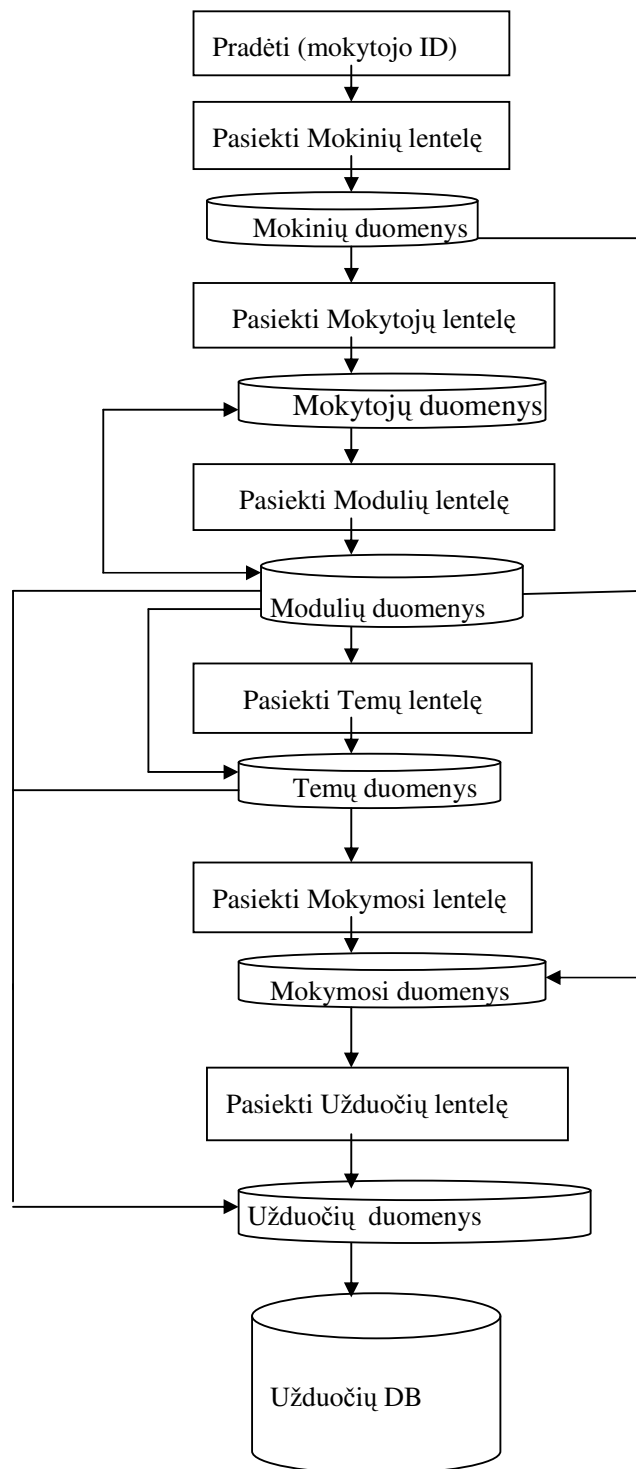 Pradėti (mokytojo ID)
Pasiekti Mokinių lentelę
Mokinių duomenys
Pasiekti Mokytojų lentelę
Mokytojų duomenys
Pasiekti Modulių lentelę
Modulių duomenys
Pasiekti Temų lentelę
Temų duomenys
Pasiekti Mokymosi lentelę
Mokymosi duomenys
Pasiekti Užduočių lentelę
Užduočių duomenys
Užduočių DB